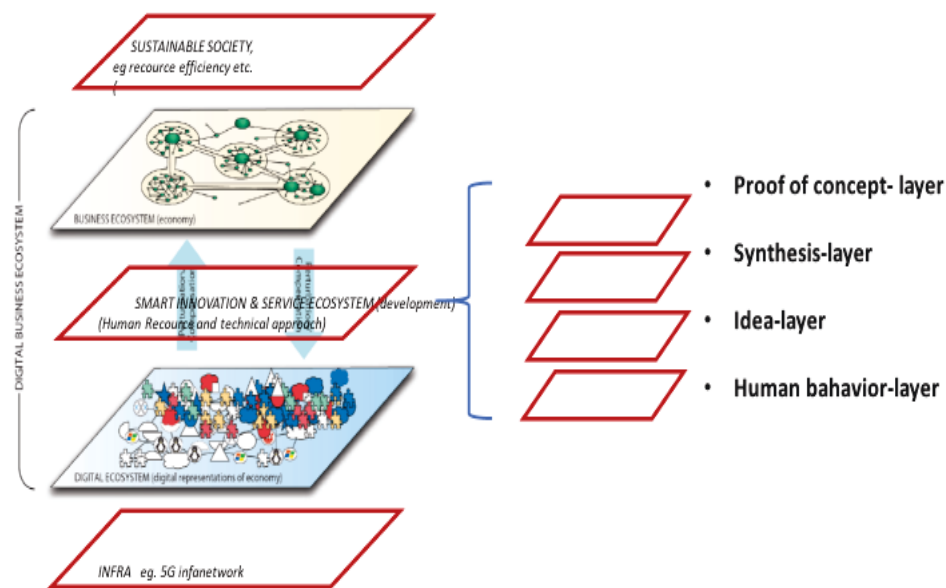 SUSTAINABLE SOCIETY,
eg recource efficiency etc.
(
DIGITAL BUSINESS ECOSYSTEM
BUSINESS ECOSYSTEM (economy)
SMART INNOVATION & SERVICE ECOSYSTEM (development)
(Human Recource and technical approach)
DIGITAL ECOSYSTEM (digital representations of economy)
INFRA eg. 5G infanetwork
• Proof of concept- layer
• Synthesis-layer
• Idea-layer
• Human bahavior-layer